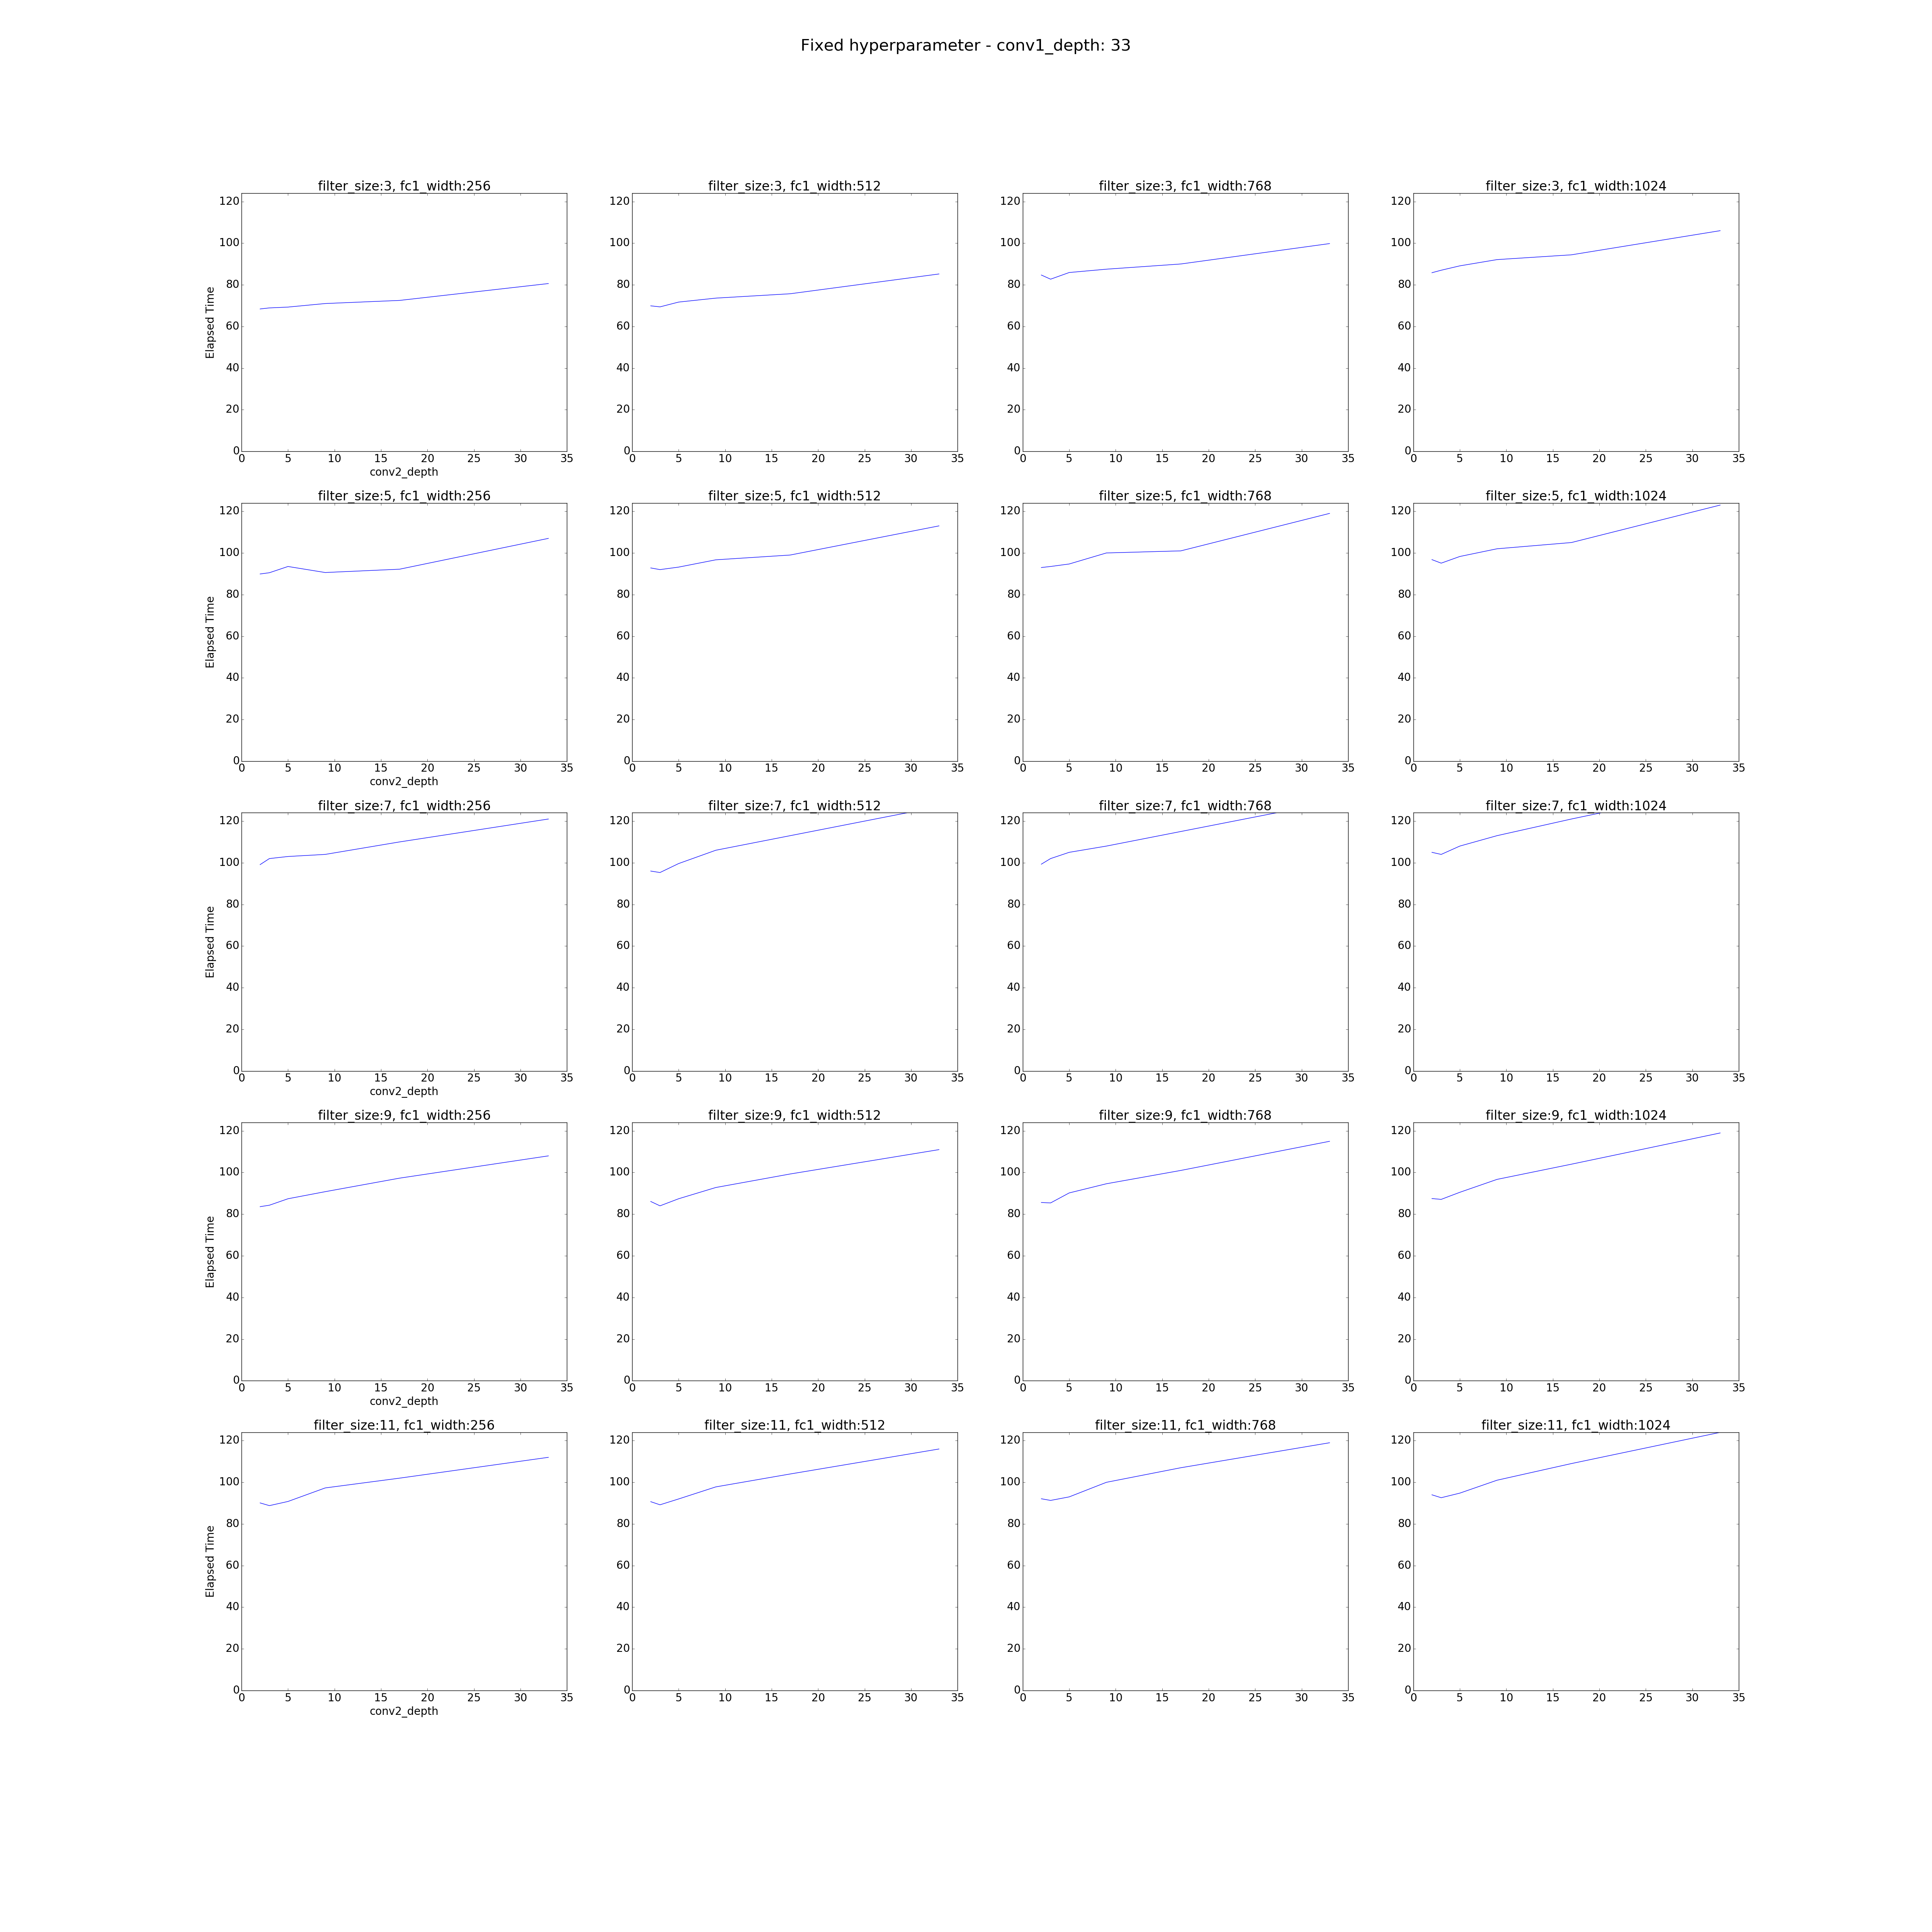 Fixed hyperparameter - conv1_depth: 33
filter_size:3, fc1_width:256 filter_size:3, fc1_width:512 filter_size:3, fc1_width:768 filter_size:3, fc1_width:1024
120 120 120 120
100 100 100 100
80 80 80 80
60 60 60 60
40 40 40 40
20 20 20 20
0 0 0 0
Elapsed Time
0 5 10 15 20 25 30 35 0 5 10 15 20 25 30 35 0 5 10 15 20 25 30 35 0 5 10 15 20 25 30 35
conv2_depth
filter_size:5, fc1_width:256 filter_size:5, fc1_width:512 filter_size:5, fc1_width:768 filter_size:5, fc1_width:1024
120 120 120 120
100 100 100 100
80 80 80 80
60 60 60 60
40 40 40 40
20 20 20 20
0 0 0 0
Elapsed Time
0 5 10 15 20 25 30 35 0 5 10 15 20 25 30 35 0 5 10 15 20 25 30 35 0 5 10 15 20 25 30 35
conv2_depth
filter_size:7, fc1_width:256 filter_size:7, fc1_width:512 filter_size:7, fc1_width:768 filter_size:7, fc1_width:1024
120 120 120 120
100 100 100 100
80 80 80 80
60 60 60 60
40 40 40 40
20 20 20 20
0 0 0 0
Elapsed Time
0 5 10 15 20 25 30 35 0 5 10 15 20 25 30 35 0 5 10 15 20 25 30 35 0 5 10 15 20 25 30 35
conv2_depth
filter_size:9, fc1_width:256 filter_size:9, fc1_width:512 filter_size:9, fc1_width:768 filter_size:9, fc1_width:1024
120 120 120 120
100 100 100 100
80 80 80 80
60 60 60 60
40 40 40 40
20 20 20 20
0 0 0 0
Elapsed Time
0 5 10 15 20 25 30 35 0 5 10 15 20 25 30 35 0 5 10 15 20 25 30 35 0 5 10 15 20 25 30 35
conv2_depth
filter_size:11, fc1_width:256 filter_size:11, fc1_width:512 filter_size:11, fc1_width:768 filter_size:11, fc1_width:1024
120 120 120 120
100 100 100 100
80 80 80 80
60 60 60 60
40 40 40 40
20 20 20 20
0 0 0 0
Elapsed Time
0 5 10 15 20 25 30 35 0 5 10 15 20 25 30 35 0 5 10 15 20 25 30 35 0 5 10 15 20 25 30 35
conv2_depth